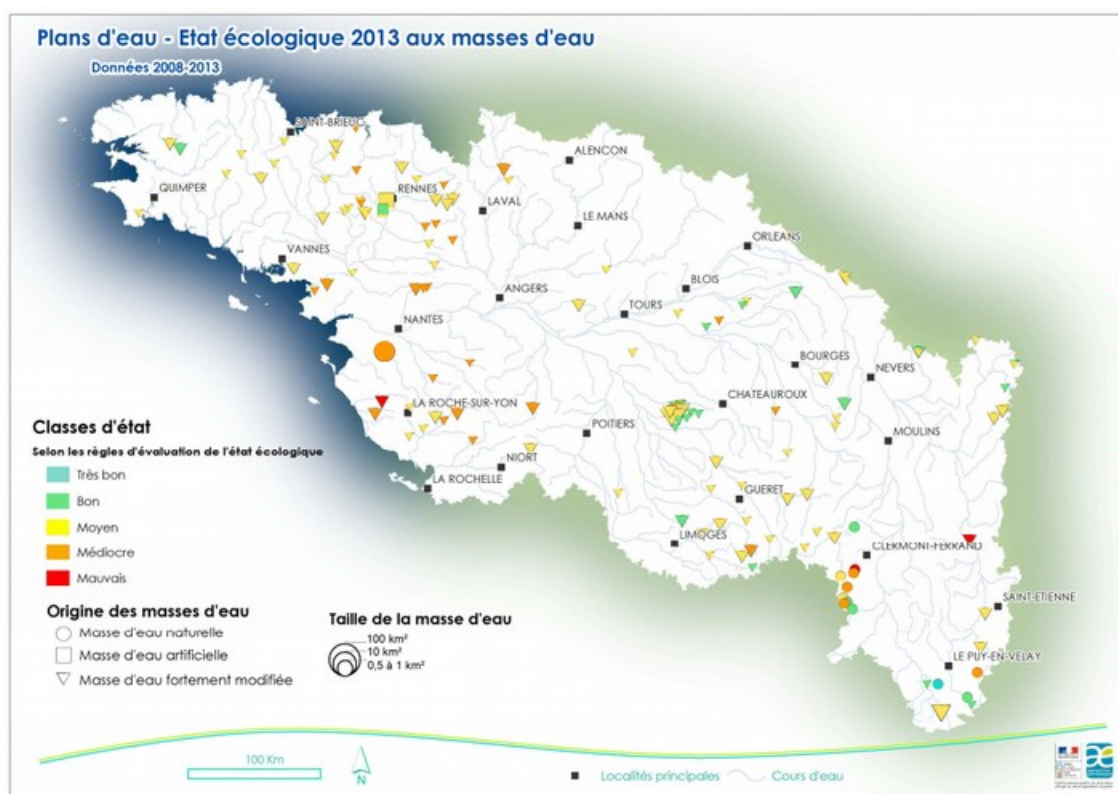 Plans d'eau - Etat écologique 2013 aux masses d'eau
Données 2008-2013
SAINT-BRIEUC
ALENCON
QUIMPER
RENNES
LAVAL
LE MANS
VANNES
ORLEANS
BLOIS
ANGERS
TOURS
NANTES
BOURGES
NEVERS
CHATEAUROUX
LA ROCHE-SUR-YON
POITIERS
MOULINS
NIORT
LA ROCHELLE
GUERET
LIMOGES
CLERMONT-FERRAND
SAINT-ETIENNE
LE PUY-EN-VELAY
Classes d'état
Selon les règles d'évaluation de l'état écologique
Très bon
Bon
Moyen
Médiocre
Mauvais
Origine des masses d'eau
Masse d'eau naturelle
Masse d'eau artificielle
Masse d'eau fortement modifiée
Taille de la masse d'eau
100 km²
10 km²
0,5 à 1 km²
100 Km
N
Localités principales
Cours d'eau